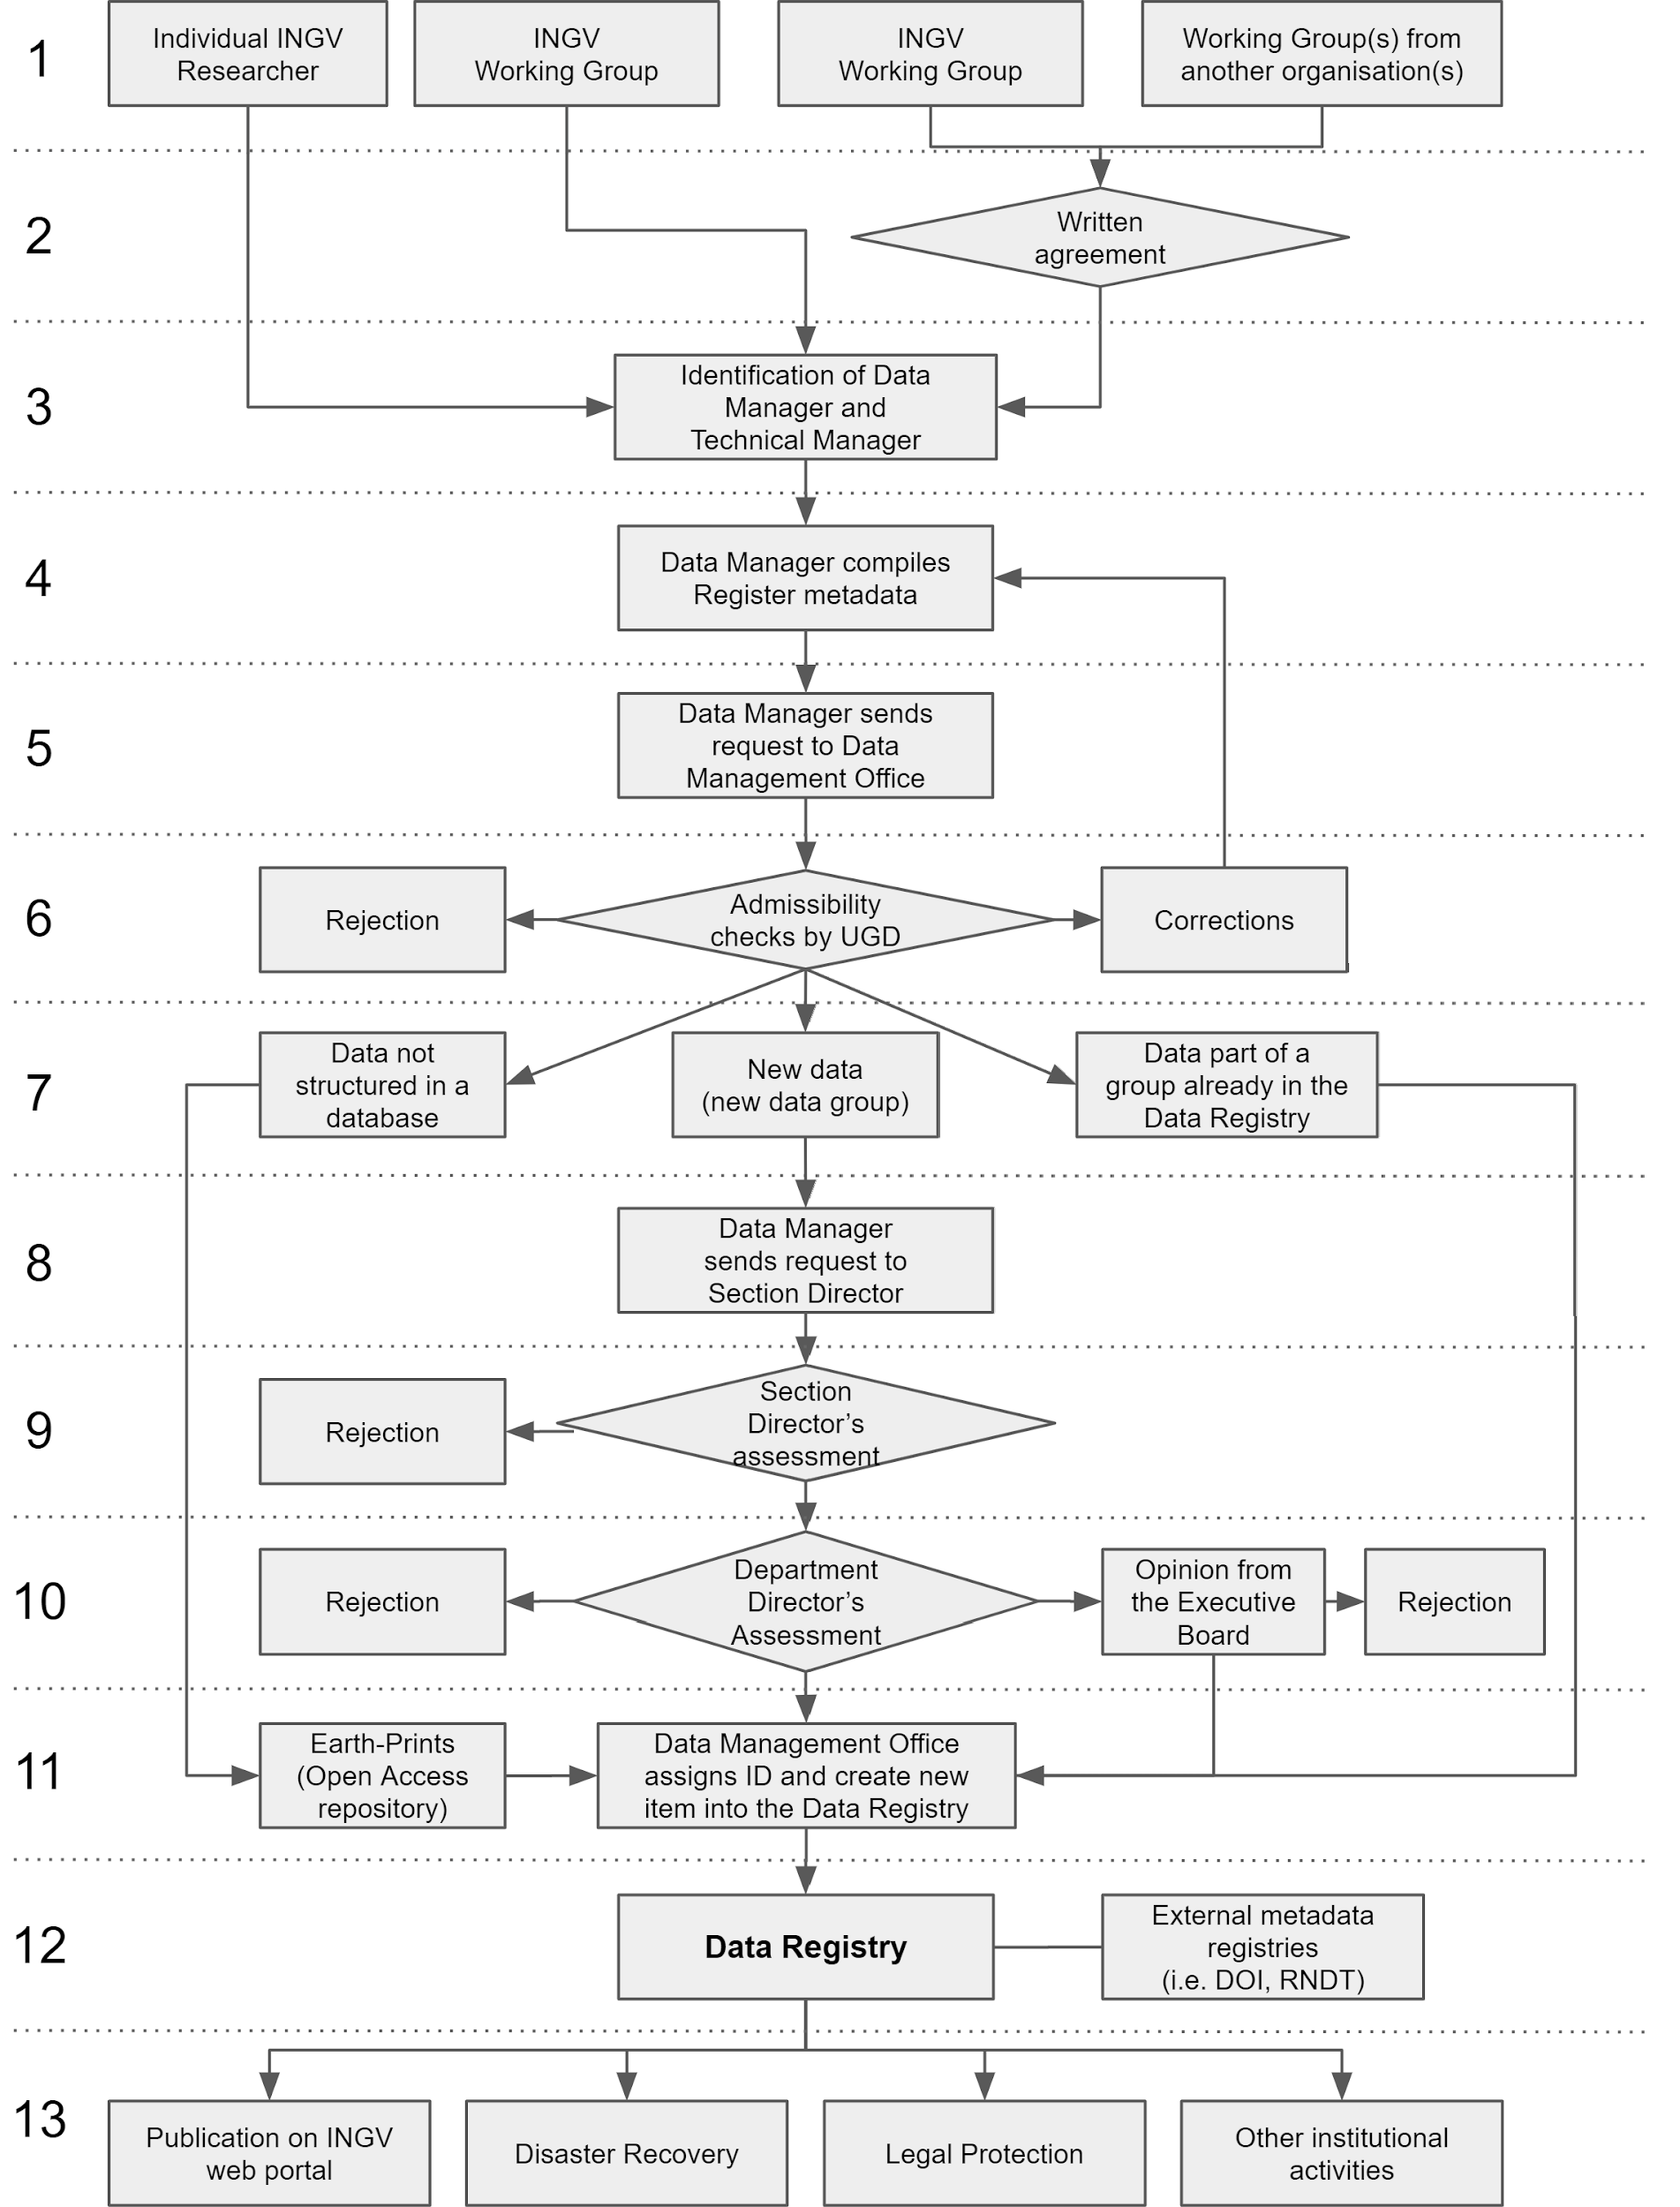 1
Individual INGV
Researcher
INGV
Working Group
INGV
Working Group
Working Group(s) from
another organisation(s)
2
Written
agreement
3
Identification of Data
Manager and
Technical Manager
4
Data Manager compiles
Register metadata
5
Data Manager sends
request to Data
Management Office
6
Rejection
Admissibility
checks by UGD
Corrections
7
Data not
structured in a
database
New data
(new data group)
Data part of a
group already in the
Data Registry
8
Data Manager
sends request to
Section Director
9
Rejection
Section
Director’s
assessment
10
Rejection
Department
Director’s
Assessment
Opinion from
the Executive
Board
Rejection
11
Earth-Prints
(Open Access
repository)
Data Management Office
assigns ID and create new
item into the Data Registry
12
Data Registry
External metadata
registries
(i.e. DOI, RNDT)
13
Publication on INGV
web portal
Disaster Recovery
Legal Protection
Other institutional
activities